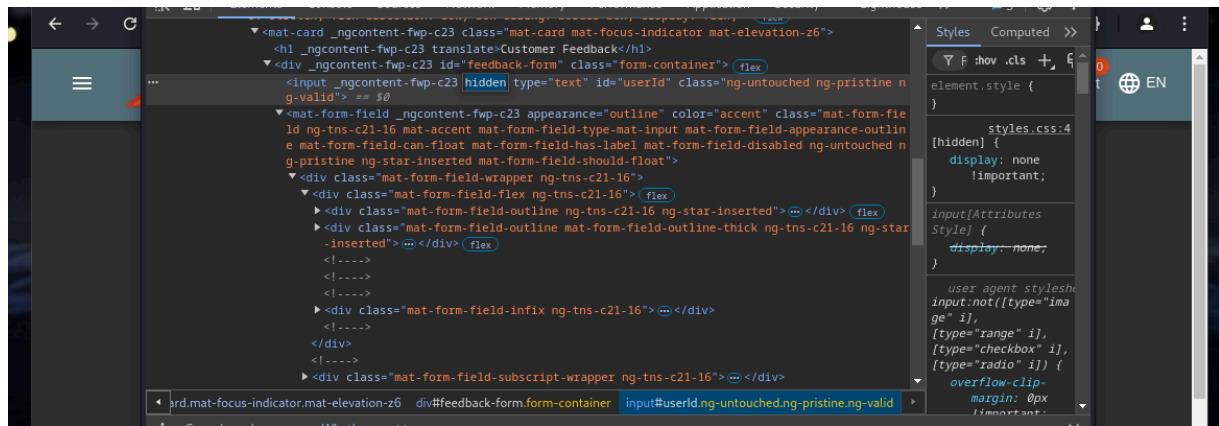 Styles Computed
<mat-card _ngcontent-fwp-c23 class="mat-card mat-focus-indicator mat-elevation-z6">
<h1 _ngcontent-fwp-c23 translate>Customer Feedback</h1>
<div _ngcontent-fwp-c23 id="feedback-form" class="form-container"> flex
<input _ngcontent-fwp-c23 hidden type="text" id="userId" class="ng-untouched ng-pristine n
g-valid"> == $0
<mat-form-field _ngcontent-fwp-c23 appearance="outline" color="accent" class="mat-form-fie
ld ng-tns-c21-16 mat-accent mat-form-field-type-mat-input mat-form-field-appearance-outlin
e mat-form-field-can-float mat-form-field-has-label mat-form-field-disabled ng-untouched n
g-pristine ng-star-inserted mat-form-field-should-float">
<div class="mat-form-field-wrapper ng-tns-c21-16">
<div class="mat-form-field-flex ng-tns-c21-16"> flex
<div class="mat-form-field-outline ng-tns-c21-16 ng-star-inserted">…</div> flex
<div class="mat-form-field-outline mat-form-field-outline-thick ng-tns-c21-16 ng-star
-inserted">…</div> flex
<!---->
<!---->
<!---->
<div class="mat-form-field-infix ng-tns-c21-16">…</div>
<!---->
</div>
<!---->
<div class="mat-form-field-subscript-wrapper ng-tns-c21-16">…</div>
ard.mat-focus-indicator.mat-elevation-z6 div#feedback-form.form-container input#userId.ng-untouched.ng-pristine.ng-valid
:hov .cls
element.style {
}
styles.css:4
[hidden] {
display: none
!important;
}
input[Attributes
Style] {
display: none;
}
user agent stylesh
input:not([type="ima
ge" i],
[type="range" i],
[type="checkbox" i],
[type="radio" i]) {
overflow-clip-
margin: 0px
!important;
EN